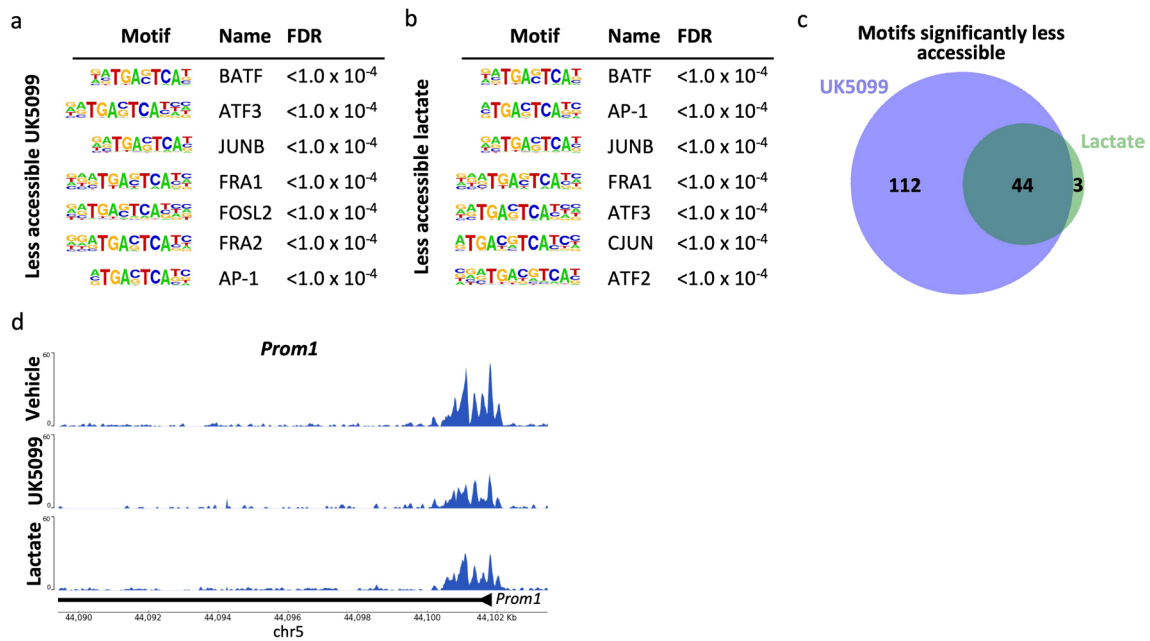 a
Motif Name FDR
Less accessible UK5099
BATF <1.0 x 10-4
ATF3 <1.0 x 10-4
JUNB <1.0 x 10-4
FRA1 <1.0 x 10-4
FOSL2 <1.0 x 10-4
FRA2 <1.0 x 10-4
AP-1 <1.0 x 10-4
b
Motif Name FDR
Less accessible lactate
BATF <1.0 x 10-4
AP-1 <1.0 x 10-4
JUNB <1.0 x 10-4
FRA1 <1.0 x 10-4
ATF3 <1.0 x 10-4
CJUN <1.0 x 10-4
ATF2 <1.0 x 10-4
c
Motifs significantly less
accessible
UK5099
Lactate
112 44 3
d
Prom1
Vehicle
60
0
UK5099
60
0
Lactate
60
0
Prom1
44,090 44,092 44,094 44,096 44,098 44,100 44,102 Kb
chr5